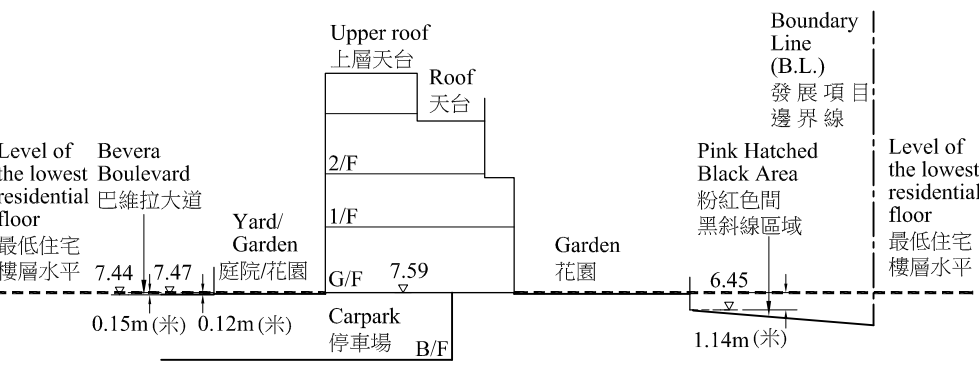 Upper roof
上層天台
Roof
天台
Boundary
Line
(B.L.)
發展項目
邊界線
Level of
the lowest
residential
floor
最低住宅
樓層水平
Bevera
Boulevard
巴維拉大道
Yard/
Garden
庭院/花園
2/F
1/F
G/F
7.59
7.44
7.47
0.15m(米)
0.12m(米)
Carpark
停車場
B/F
Garden
花園
Pink Hatched
Black Area
粉紅色間
黑斜線區域
6.45
1.14m(米)
Level of
the lowest
residential
floor
最低住宅
樓層水平